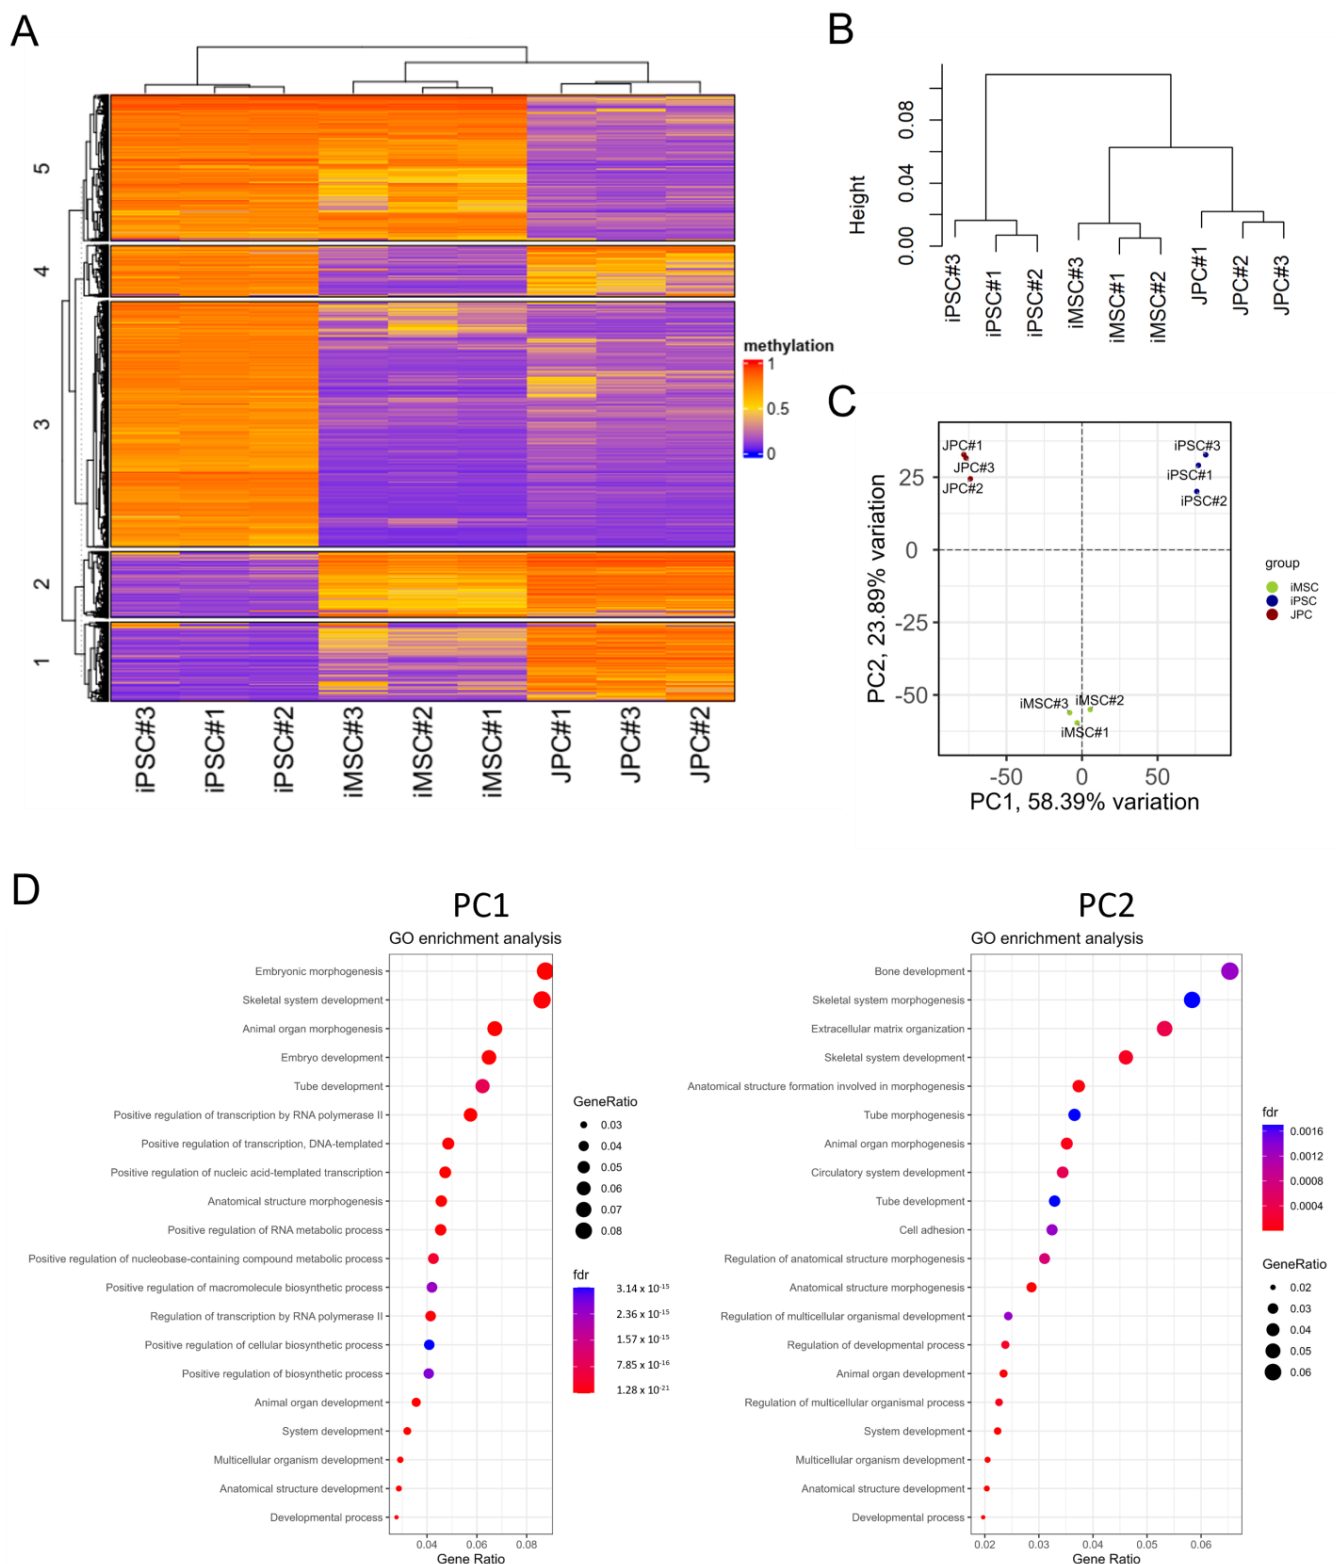 A
5
4
3
2
1
iPSC#3
iPSC#1
iPSC#2
iMSC#3
iMSC#2
iMSC#1
JPC#1
JPC#3
JPC#2
methylation
1
0.5
0
B
Height
0.08
0.04
0.00
iPSC#3
iPSC#1
iPSC#2
iMSC#3
iMSC#1
iMSC#2
JPC#1
JPC#2
JPC#3
C
PC2, 23.89% variation
25
0
-25
-50
JPC#1
JPC#3
JPC#2
iPSC#3
iPSC#1
iPSC#2
iMSC#3
iMSC#2
iMSC#1
-50
0
50
PC1, 58.39% variation
group
iMSC
iPSC
JPC
D
PC1
GO enrichment analysis
Embryonic morphogenesis
Skeletal system development
Animal organ morphogenesis
Embryo development
Tube development
Positive regulation of transcription by RNA polymerase II
Positive regulation of transcription, DNA-templated
Positive regulation of nucleic acid-templated transcription
Anatomical structure morphogenesis
Positive regulation of RNA metabolic process
Positive regulation of nucleobase-containing compound metabolic process
Positive regulation of macromolecule biosynthetic process
Regulation of transcription by RNA polymerase II
Positive regulation of cellular biosynthetic process
Positive regulation of biosynthetic process
Animal organ development
System development
Multicellular organism development
Anatomical structure development
Developmental process
0.04
0.06
0.08
Gene Ratio
GeneRatio
0.03
0.04
0.05
0.06
0.07
0.08
fdr
3.14 x 10⁻¹⁵
2.36 x 10⁻¹⁵
1.57 x 10⁻¹⁵
7.85 x 10⁻¹⁶
1.28 x 10⁻²¹
PC2
GO enrichment analysis
Bone development
Skeletal system morphogenesis
Extracellular matrix organization
Skeletal system development
Anatomical structure formation involved in morphogenesis
Tube morphogenesis
Animal organ morphogenesis
Circulatory system development
Tube development
Cell adhesion
Regulation of anatomical structure morphogenesis
Anatomical structure morphogenesis
Regulation of multicellular organismal development
Regulation of developmental process
Animal organ development
Regulation of multicellular organismal process
System development
Multicellular organism development
Anatomical structure development
Developmental process
0.02
0.03
0.04
0.05
0.06
Gene Ratio
fdr
0.0016
0.0012
0.0008
0.0004
GeneRatio
0.02
0.03
0.04
0.05
0.06